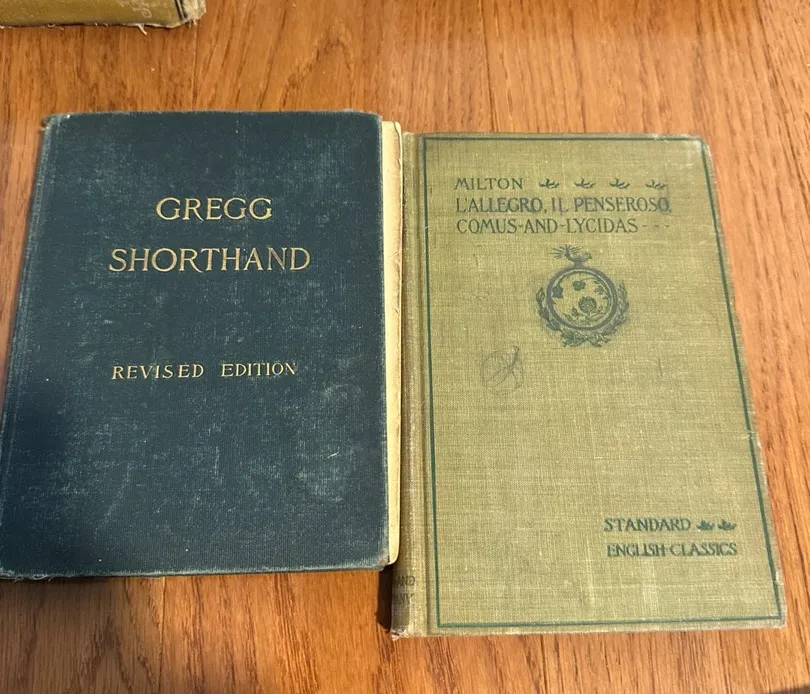 GREGG
SHORTHAND
REVISED EDITION
MILTON
L'ALLEGRO, IL PENSEROSO,
COMUS-AND-LYCIDAS---
STANDARD
ENGLISH-CLASSICS